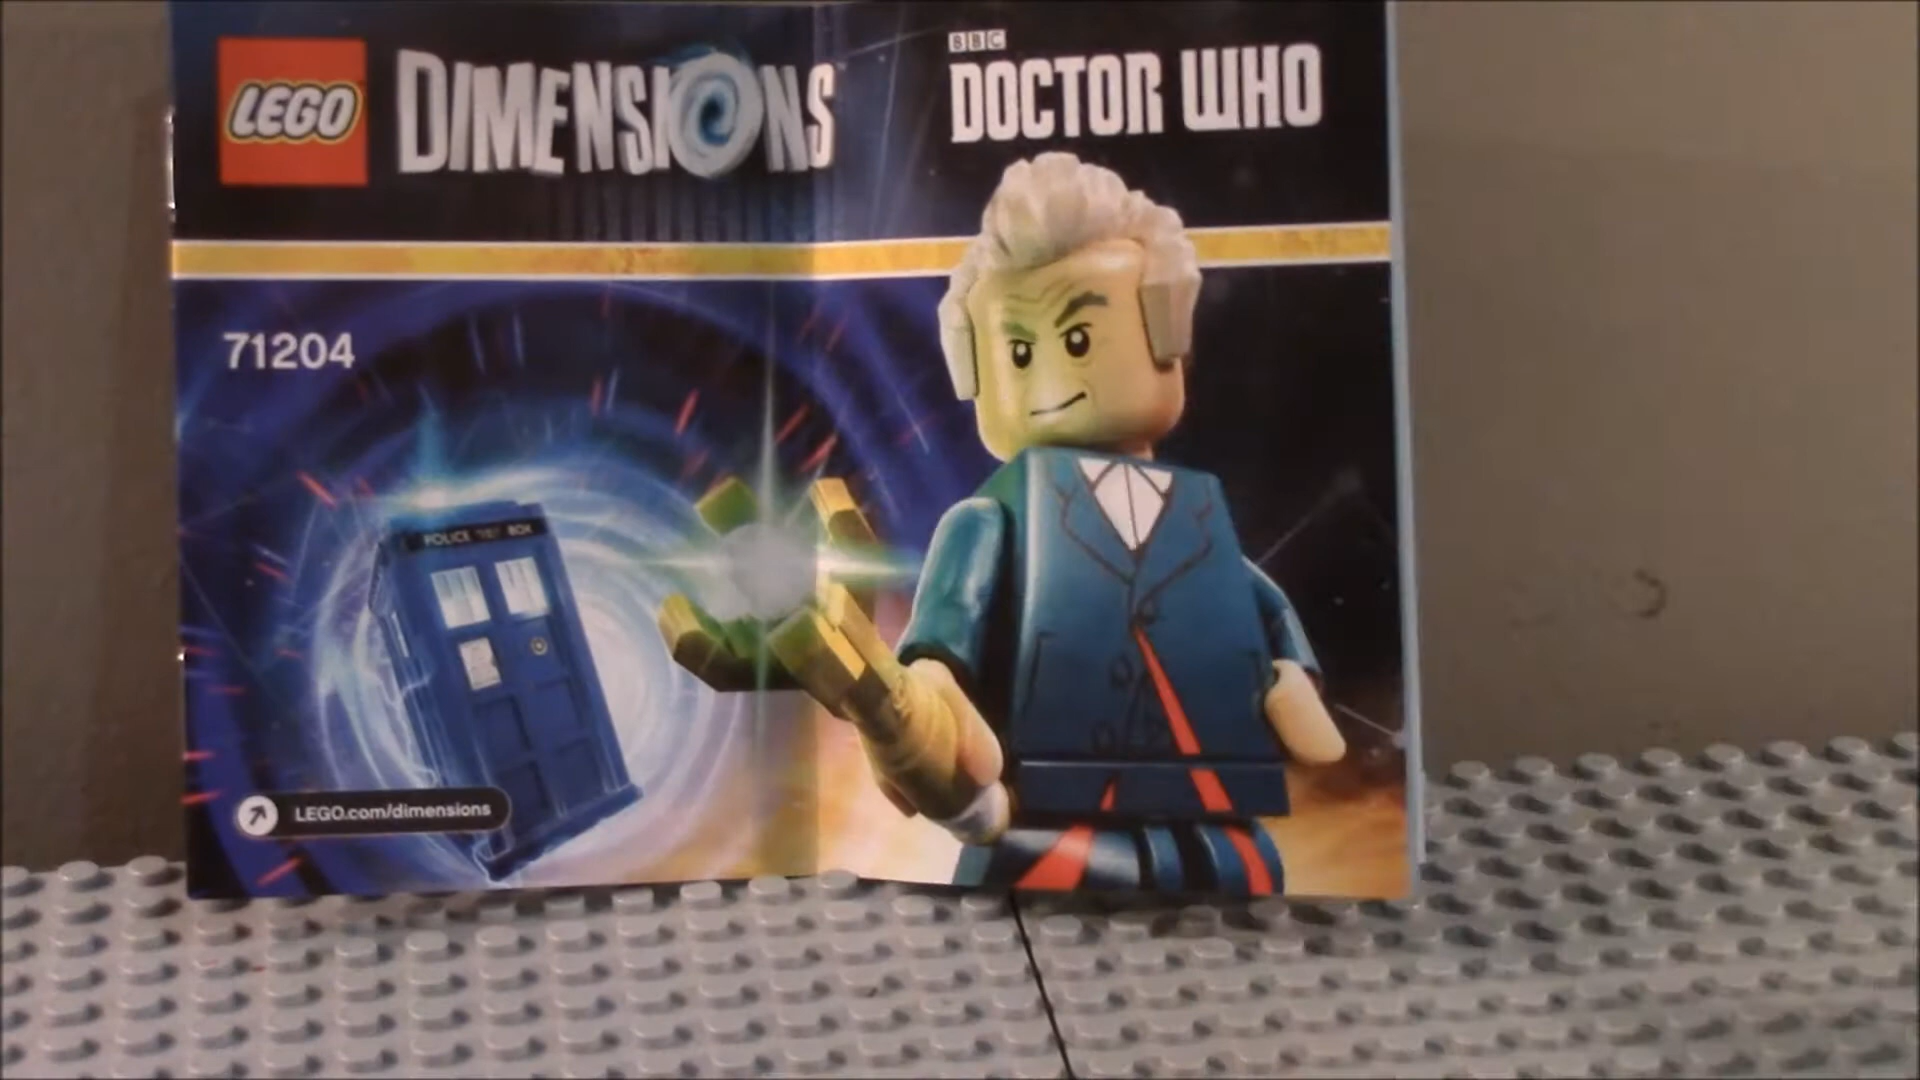 LEGO DIMENSIONS
BBC
DOCTOR WHO
71204
POLICE BOX
LEGO.com/dimensions